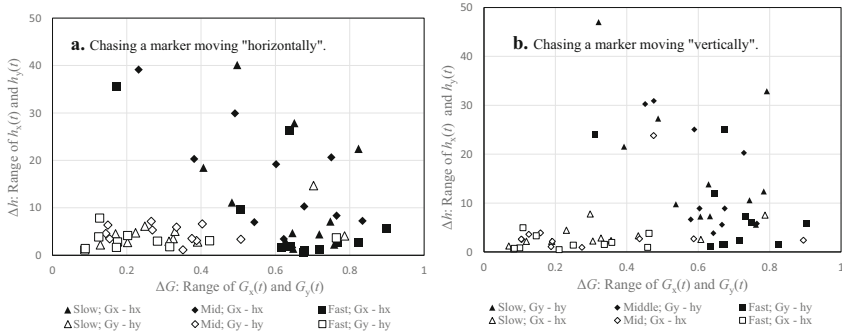 a. Chasing a marker moving "horizontally".
Δh: Range of hx(t) and hy(t)
50
40
30
20
10
0
0
0.2
0.4
0.6
0.8
1
ΔG: Range of Gx(t) and Gy(t)
▲Slow; Gx - hx
◆Mid; Gx - hx
■Fast; Gx - hx
△Slow; Gy - hy
◇Mid; Gy - hy
□Fast; Gy - hy
b. Chasing a marker moving "vertically".
Δh: Range of hx(t) and hy(t)
50
40
30
20
10
0
0
0.2
0.4
0.6
0.8
1
ΔG: Range of Gx(t) and Gy(t)
▲Slow, Gy - hy
◆Middle; Gy - hy
■Fast; Gy - hy
△Slow; Gx - hx
◇Mid; Gx - hx
□Fast; Gx - hx